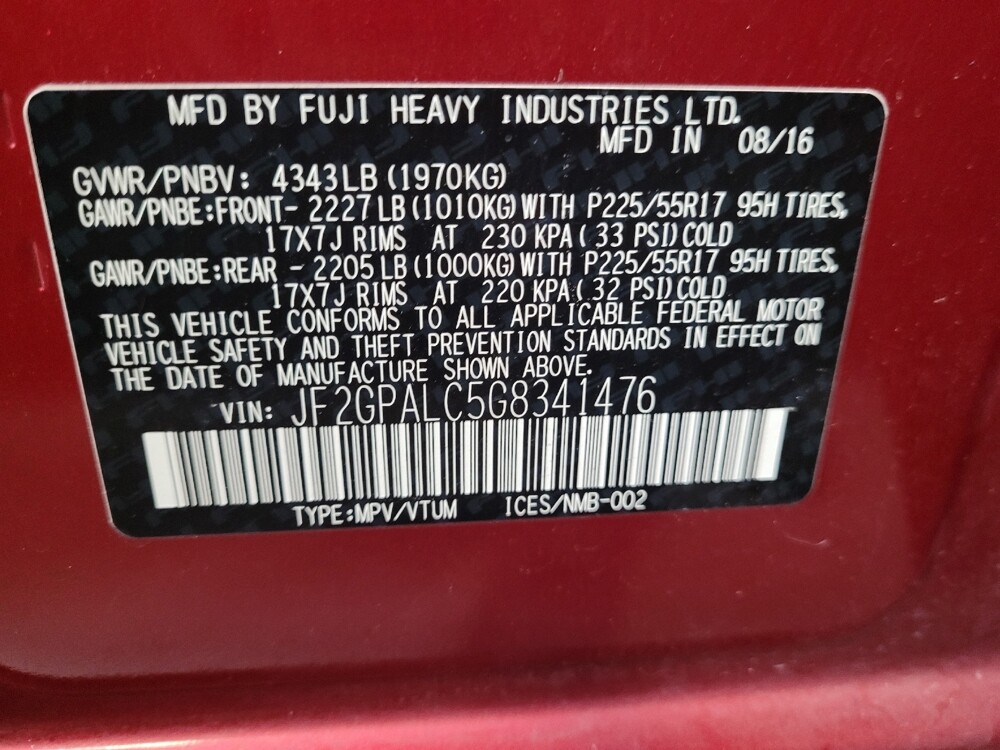 MFD BY FUJI HEAVY INDUSTRIES LTD.
MFD IN 08/16
GVWR/PNBV: 4343LB (1970KG)
GAWR/PNBE:FRONT- 2227 LB (1010KG) WITH P225/55R17 95H TIRES,
17X7J RIMS AT 230 KPA ( 33 PSI) COLD
GAWR/PNBE:REAR - 2205 LB (1000KG) WITH P225/55R17 95H TIRES,
17X7J RIMS AT 220 KPA ( 32 PSI) COLD
THIS VEHICLE CONFORMS TO ALL APPLICABLE FEDERAL MOTOR
VEHICLE SAFETY AND THEFT PREVENTION STANDARDS IN EFFECT ON
THE DATE OF MANUFACTURE SHOWN ABOVE.
VIN: JF2GPALC5G8341476
TYPE:MPV/VTUM ICES/NMB-002